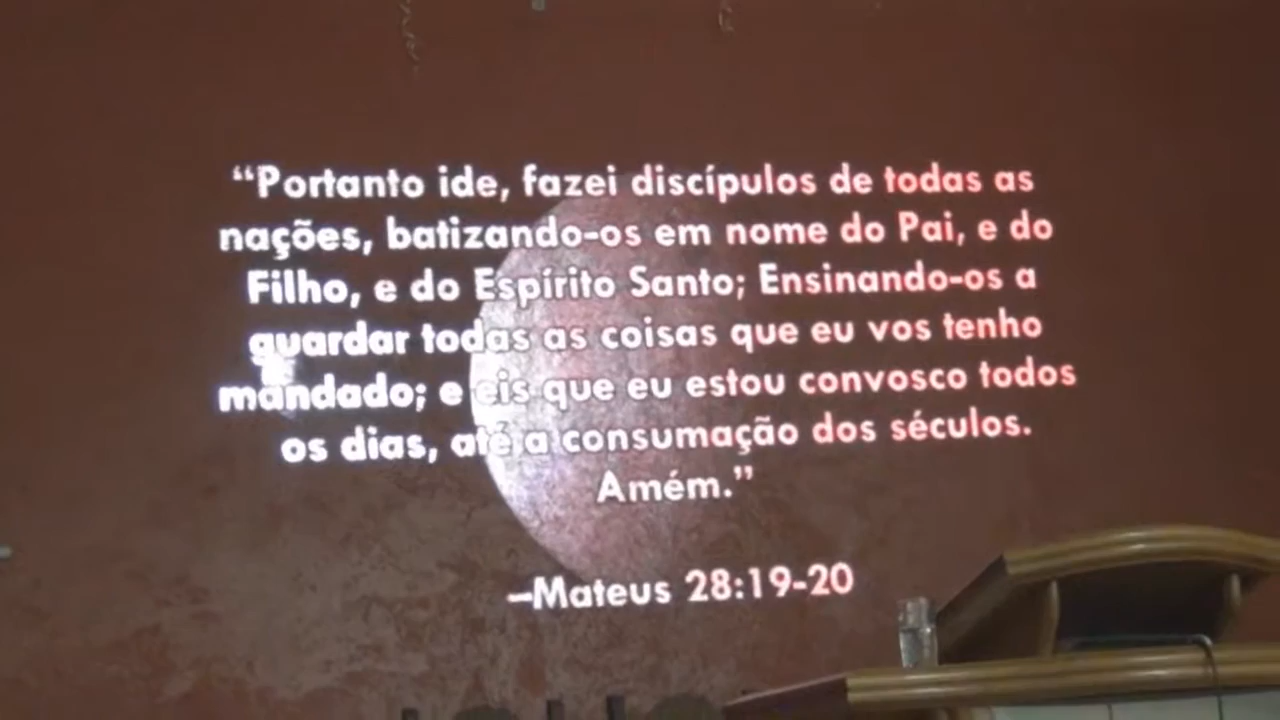 “Portanto ide, fazei discípulos de todas as
nações, batizando-os em nome do Pai, e do
Filho, e do Espírito Santo; Ensinando-os a
guardar todas as coisas que eu vos tenho
mandado; e eis que eu estou convosco todos
os dias, até a consumação dos séculos.
Amém.”
–Mateus 28:19-20